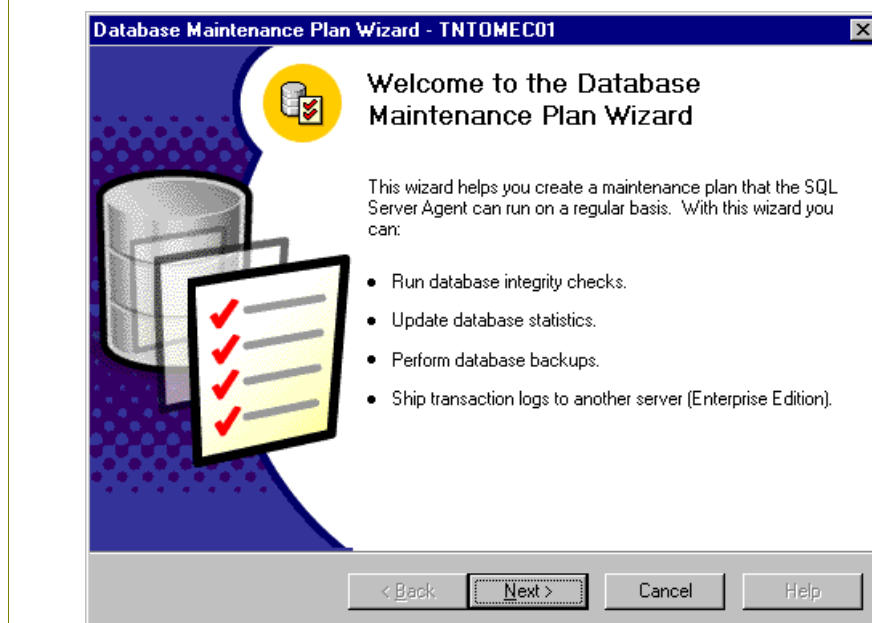 Database Maintenance Plan Wizard - TNTOMEC01
Welcome to the Database
Maintenance Plan Wizard
This wizard helps you create a maintenance plan that the SQL
Server Agent can run on a regular basis. With this wizard you
can:
• Run database integrity checks.
• Update database statistics.
• Perform database backups.
• Ship transaction logs to another server (Enterprise Edition).
< Back
Next >
Cancel
Help